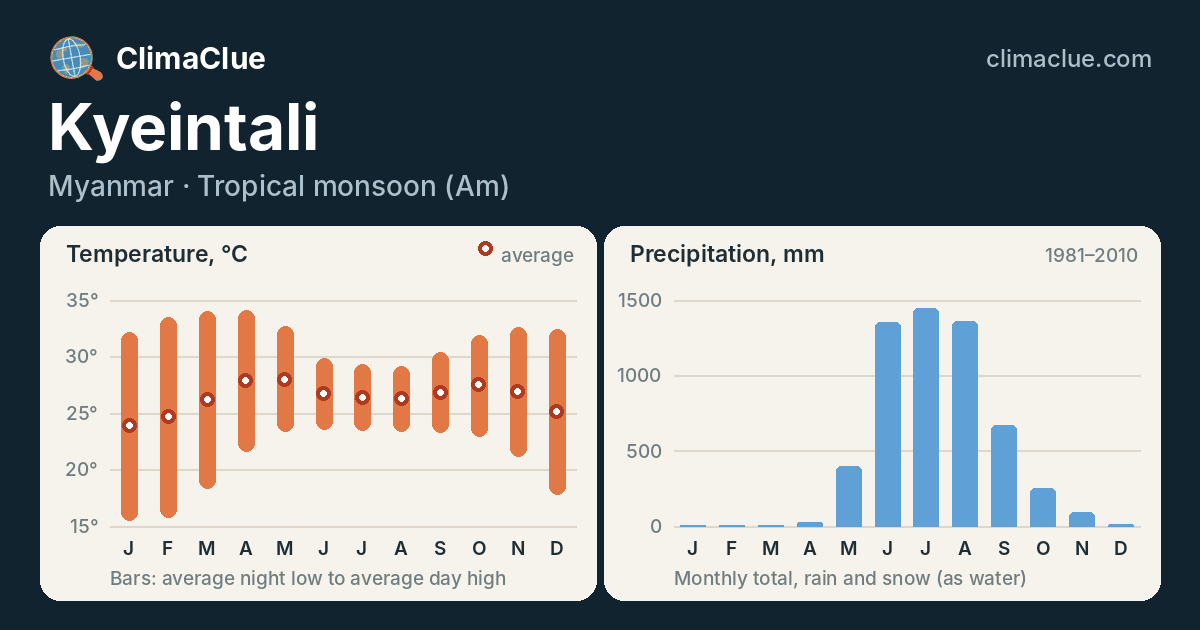 ClimaClue
climaclue.com
Kyeintali
Myanmar · Tropical monsoon (Am)
Temperature, °C
average
35°
30°
25°
20°
15°
J F M A M J J A S O N D
Bars: average night low to average day high
Precipitation, mm
1981–2010
1500
1000
500
0
J F M A M J J A S O N D
Monthly total, rain and snow (as water)